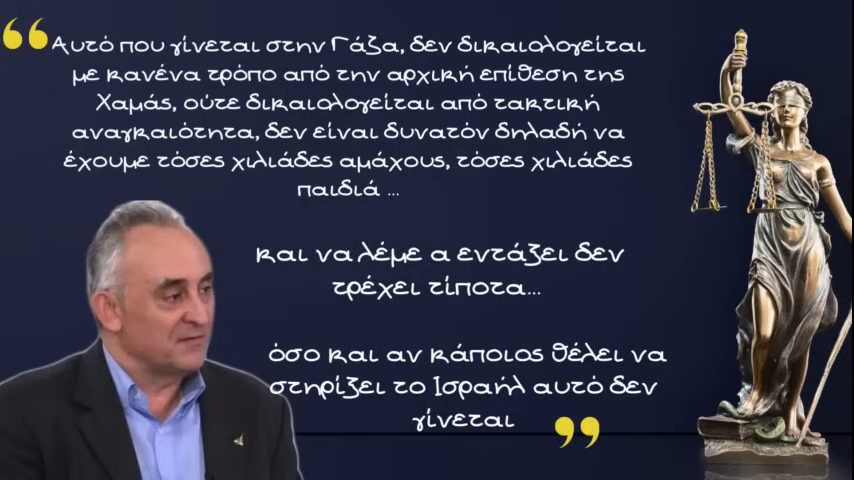 “ Αυτό που γίνεται στην Γάζα, δεν δικαιολογείται
με κανένα τρόπο από την αρχική επίθεση της
Χαμάς, ούτε δικαιολογείται από τακτική
αναγκαιότητα, δεν είναι δυνατόν δηλαδή να
έχουμε τόσες χιλιάδες αμάχους, τόσες χιλιάδες
παιδιά ...
και να λέμε α εντάξει δεν
τρέχει τίποτα...
όσο και αν κάποιος θέλει να
στηρίξει το Ισραήλ αυτό δεν
γίνεται ”